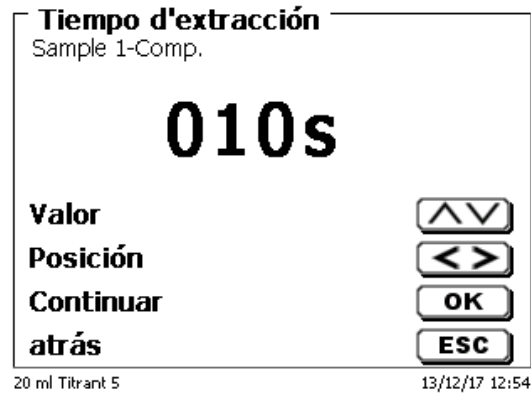 Tiempo d'extracción
Sample 1-Comp.
010s
Valor
Posición
Continuar OK
atrás ESC
20 ml Titrant 5 13/12/17 12:54